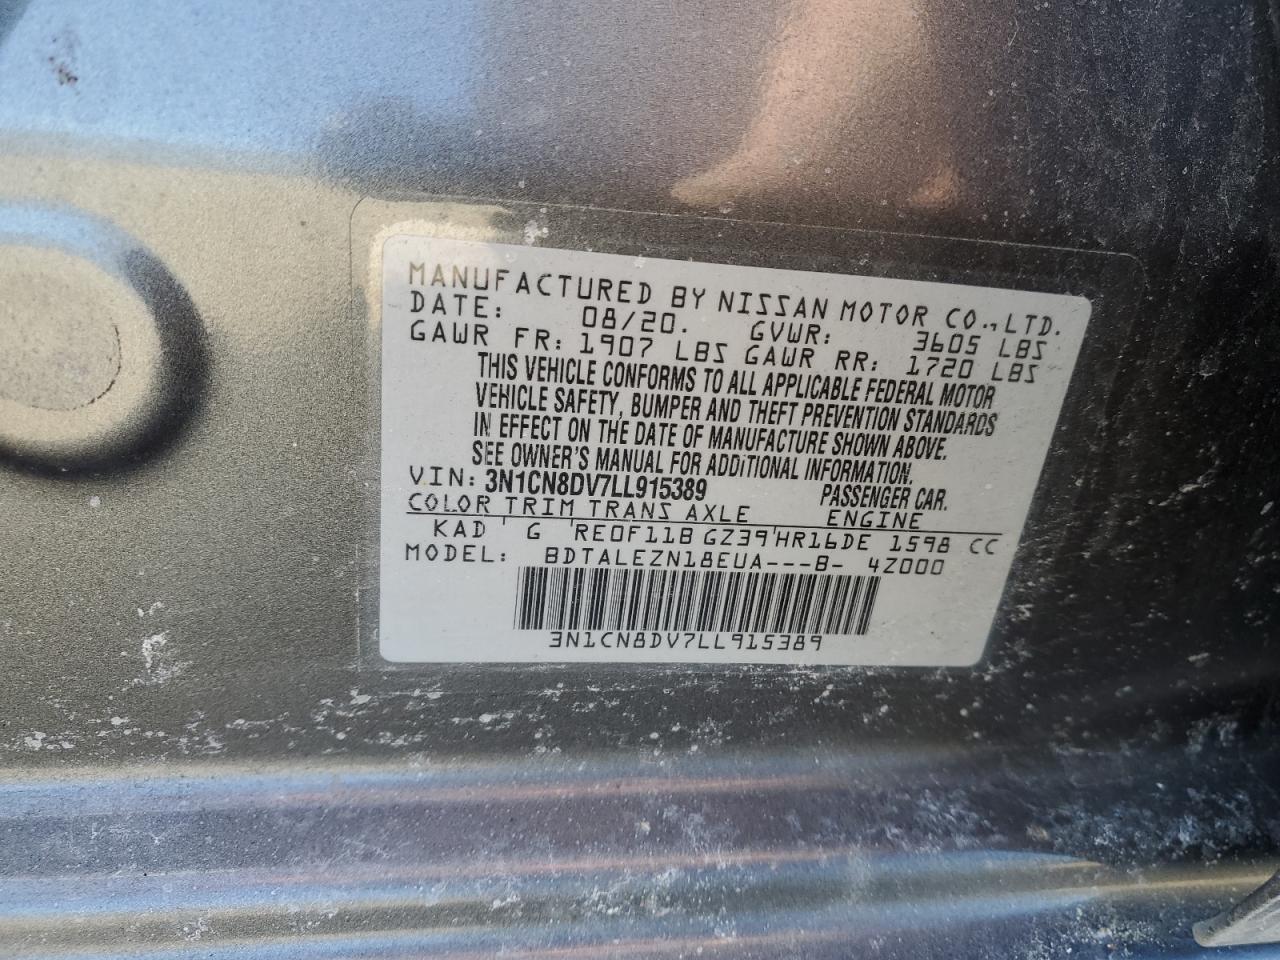 MANUFACTURED BY NISSAN MOTOR CO.,LTD.
DATE: 08/20. GVWR: 3605 LBS
GAWR FR: 1907 LBS GAWR RR: 1720 LBS
THIS VEHICLE CONFORMS TO ALL APPLICABLE FEDERAL MOTOR
VEHICLE SAFETY, BUMPER AND THEFT PREVENTION STANDARDS
IN EFFECT ON THE DATE OF MANUFACTURE SHOWN ABOVE.
SEE OWNER'S MANUAL FOR ADDITIONAL INFORMATION.
VIN: 3N1CN8DV7LL915389 PASSENGER CAR.
COLOR TRIM TRANS AXLE ENGINE
KAD G RE0F11B GZ39 HR16DE 1598 CC
MODEL: BDTALEZN18EUA---B- 4Z000
3N1CN8DV7LL915389